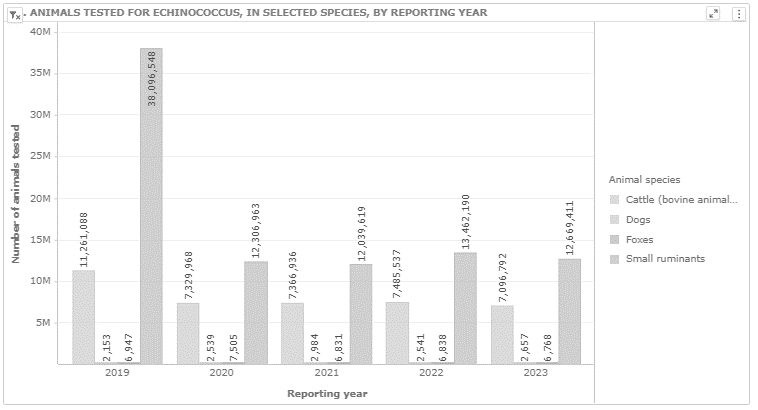 . ANIMALS TESTED FOR ECHINOCOCCUS, IN SELECTED SPECIES, BY REPORTING YEAR
Number of animals tested
40M
35M
30M
25M
20M
15M
10M
5M
11,261,088
2,153
6,947
38,096,548
7,329,968
2,539
7,505
12,306,963
7,366,936
2,984
6,831
12,039,619
7,485,537
2,541
6,838
13,462,190
7,096,792
2,657
6,768
12,669,411
2019 2020 2021 2022 2023
Reporting year
Animal species
Cattle (bovine animal...
Dogs
Foxes
Small ruminants